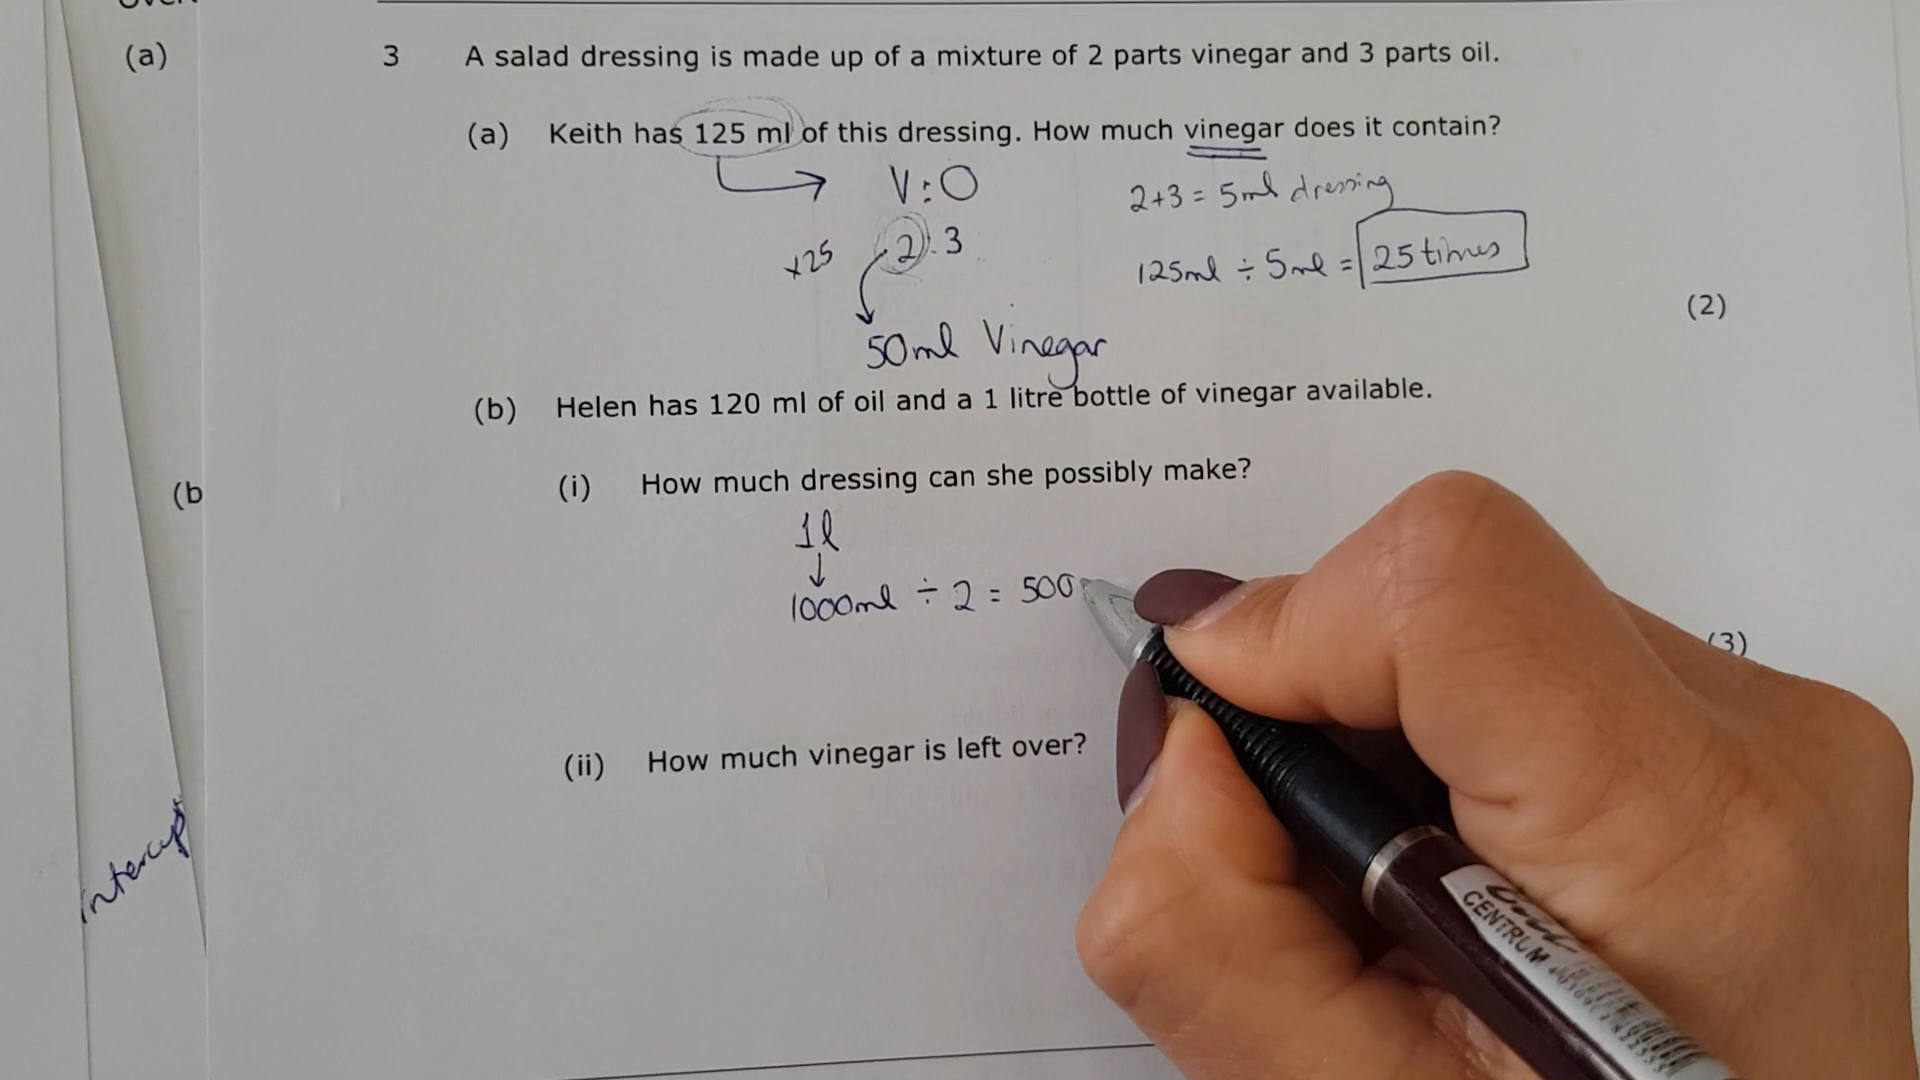 (a)
3 A salad dressing is made up of a mixture of 2 parts vinegar and 3 parts oil.
(a) Keith has 125 ml of this dressing. How much vinegar does it contain?
V:O
2+3 = 5ml dressing
x25 2:3
125ml ÷ 5ml = 25 times
(2)
50ml Vinegar
(b) Helen has 120 ml of oil and a 1 litre bottle of vinegar available.
(b
(i) How much dressing can she possibly make?
1l
1000ml ÷ 2 = 500
(3)
(ii) How much vinegar is left over?
intercept
CENTRUM